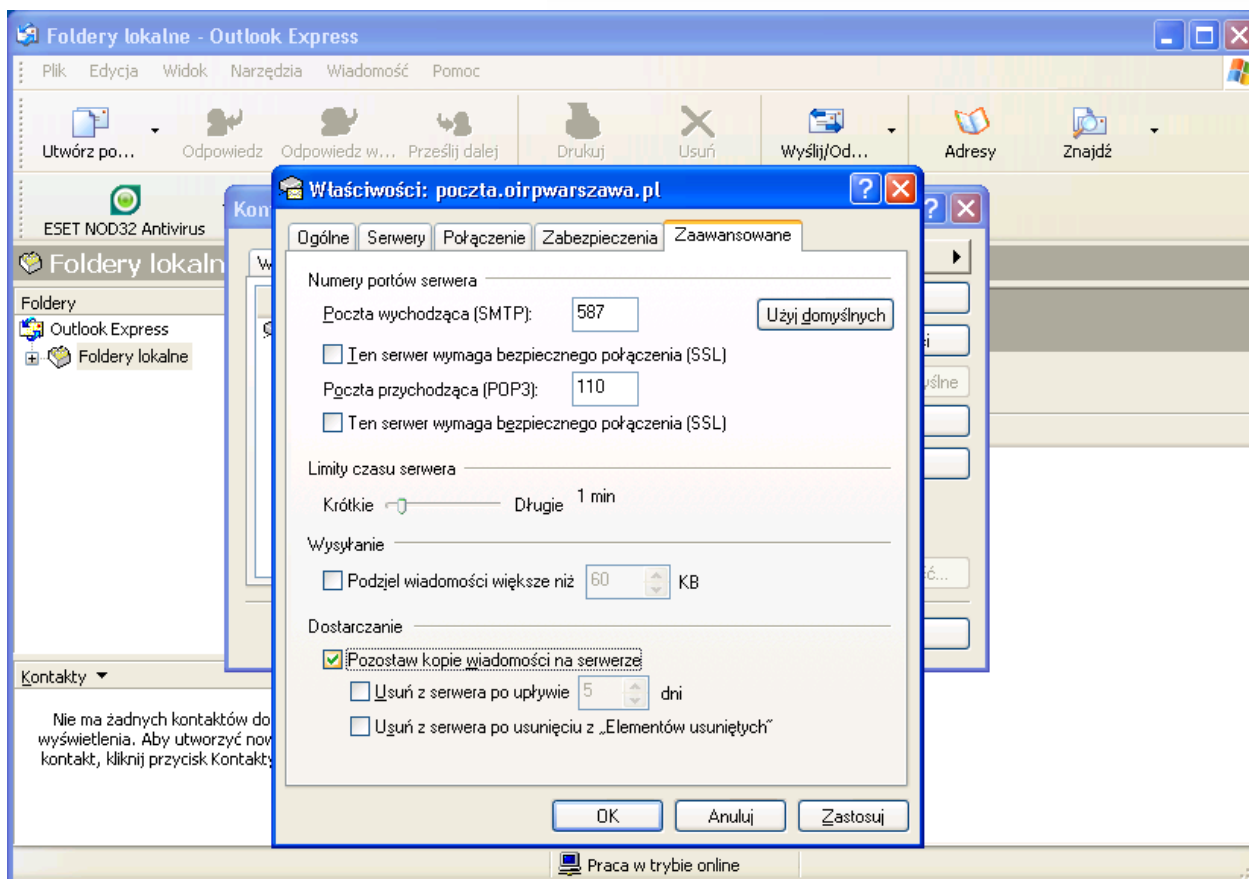 Foldery lokalne - Outlook Express
Plik Edycja Widok Narzędzia Wiadomość Pomoc
Utwórz po... Odpowiedz Odpowiedz w... Prześlij dalej Drukuj Usuń Wyślij/Od... Adresy Znajdź
ESET NOD32 Antivirus
Foldery lokaln
Foldery
Outlook Express
Foldery lokalne
Kontakty
Nie ma żadnych kontaktów do
wyświetlenia. Aby utworzyć now
kontakt, kliknij przycisk Kontakty
Kon
W
Właściwości: poczta.oirpwarszawa.pl
Ogólne Serwery Połączenie Zabezpieczenia Zaawansowane
Numery portów serwera
Poczta wychodząca (SMTP): 587 Użyj domyślnych
Ten serwer wymaga bezpiecznego połączenia (SSL)
Poczta przychodząca (POP3): 110
Ten serwer wymaga bezpiecznego połączenia (SSL)
Limity czasu serwera
Krótkie Długie 1 min
Wysyłanie
Podziel wiadomości większe niż 60 KB
Dostarczanie
Pozostaw kopie wiadomości na serwerze
Usuń z serwera po upływie 5 dni
Usuń z serwera po usunięciu z „Elementów usuniętych”
OK Anuluj Zastosuj
Praca w trybie online